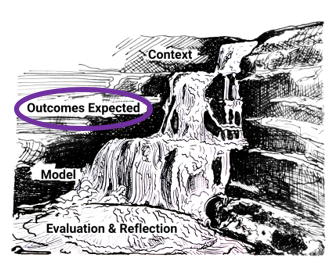 Context
Outcomes Expected
Model
Evaluation & Reflection